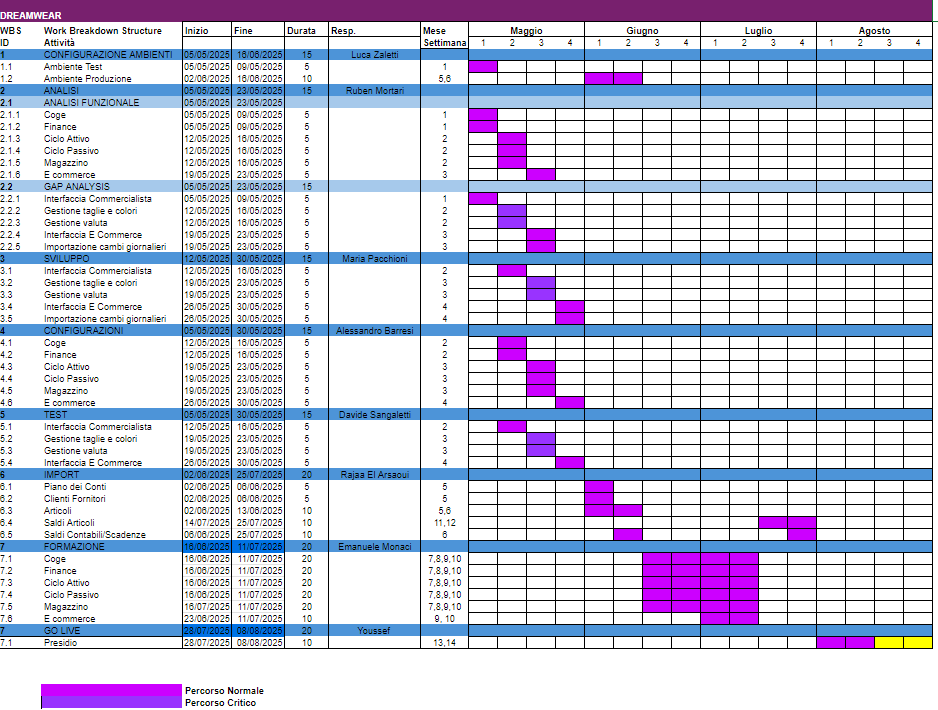 DREAMWEAR
WBS Work Breakdown Structure Inizio Fine Durata Resp. Mese Maggio Giugno Luglio Agosto
ID Attività Settimana 1 2 3 4 1 2 3 4 1 2 3 4 1 2 3 4
1 CONFIGURAZIONE AMBIENTI 05/05/2025 16/06/2025 15 Luca Zaletti
1.1 Ambiente Test 05/05/2025 09/05/2025 5 1
1.2 Ambiente Produzione 02/06/2025 16/06/2025 10 5,6
2 ANALISI 05/05/2025 23/05/2025 15 Ruben Mortari
2.1 ANALISI FUNZIONALE 05/05/2025 23/05/2025
2.1.1 Coge 05/05/2025 09/05/2025 5 1
2.1.2 Finance 05/05/2025 09/05/2025 5 1
2.1.3 Ciclo Attivo 12/05/2025 16/05/2025 5 2
2.1.4 Ciclo Passivo 12/05/2025 16/05/2025 5 2
2.1.5 Magazzino 12/05/2025 16/05/2025 5 2
2.1.6 E commerce 19/05/2025 23/05/2025 5 3
2.2 GAP ANALYSIS 05/05/2025 23/05/2025 15
2.2.1 Interfaccia Commercialista 05/05/2025 09/05/2025 5 1
2.2.2 Gestione taglie e colori 12/05/2025 16/05/2025 5 2
2.2.3 Gestione valuta 12/05/2025 16/05/2025 5 2
2.2.4 Interfaccia E Commerce 19/05/2025 23/05/2025 5 3
2.2.5 Importazione cambi giornalieri 19/05/2025 23/05/2025 5 3
3 SVILUPPO 12/05/2025 30/05/2025 15 Maria Pacchioni
3.1 Interfaccia Commercialista 12/05/2025 16/05/2025 5 2
3.2 Gestione taglie e colori 19/05/2025 23/05/2025 5 3
3.3 Gestione valuta 19/05/2025 23/05/2025 5 3
3.4 Interfaccia E Commerce 26/05/2025 30/05/2025 5 4
3.5 Importazione cambi giornalieri 26/05/2025 30/05/2025 5 4
4 CONFIGURAZIONI 05/05/2025 30/05/2025 15 Alessandro Barresi
4.1 Coge 12/05/2025 16/05/2025 5 2
4.2 Finance 12/05/2025 16/05/2025 5 2
4.3 Ciclo Attivo 19/05/2025 23/05/2025 5 3
4.4 Ciclo Passivo 19/05/2025 23/05/2025 5 3
4.5 Magazzino 19/05/2025 23/05/2025 5 3
4.6 E commerce 26/05/2025 30/05/2025 5 4
5 TEST 05/05/2025 30/05/2025 15 Davide Sangaletti
5.1 Interfaccia Commercialista 12/05/2025 16/05/2025 5 2
5.2 Gestione taglie e colori 19/05/2025 23/05/2025 5 3
5.3 Gestione valuta 19/05/2025 23/05/2025 5 3
5.4 Interfaccia E Commerce 26/05/2025 30/05/2025 5 4
6 IMPORT 02/06/2025 25/07/2025 20 Rajaa El Arsaoui
6.1 Piano dei Conti 02/06/2025 06/06/2025 5 5
6.2 Clienti Fornitori 02/06/2025 06/06/2025 5 5
6.3 Articoli 02/06/2025 13/06/2025 10 5,6
6.4 Saldi Articoli 14/07/2025 25/07/2025 10 11,12
6.5 Saldi Contabili/Scadenze 06/06/2025 25/07/2025 10 6
7 FORMAZIONE 16/06/2025 11/07/2025 20 Emanuele Monaci
7.1 Coge 16/06/2025 11/07/2025 20 7,8,9,10
7.2 Finance 16/06/2025 11/07/2025 20 7,8,9,10
7.3 Ciclo Attivo 16/06/2025 11/07/2025 20 7,8,9,10
7.4 Ciclo Passivo 16/06/2025 11/07/2025 20 7,8,9,10
7.5 Magazzino 16/07/2025 11/07/2025 20 7,8,9,10
7.6 E commerce 23/06/2025 11/07/2025 10 9, 10
7 GO LIVE 28/07/2025 08/08/2025 20 Youssef
7.1 Presidio 28/07/2025 08/08/2025 10 13,14
Percorso Normale
Percorso Critico